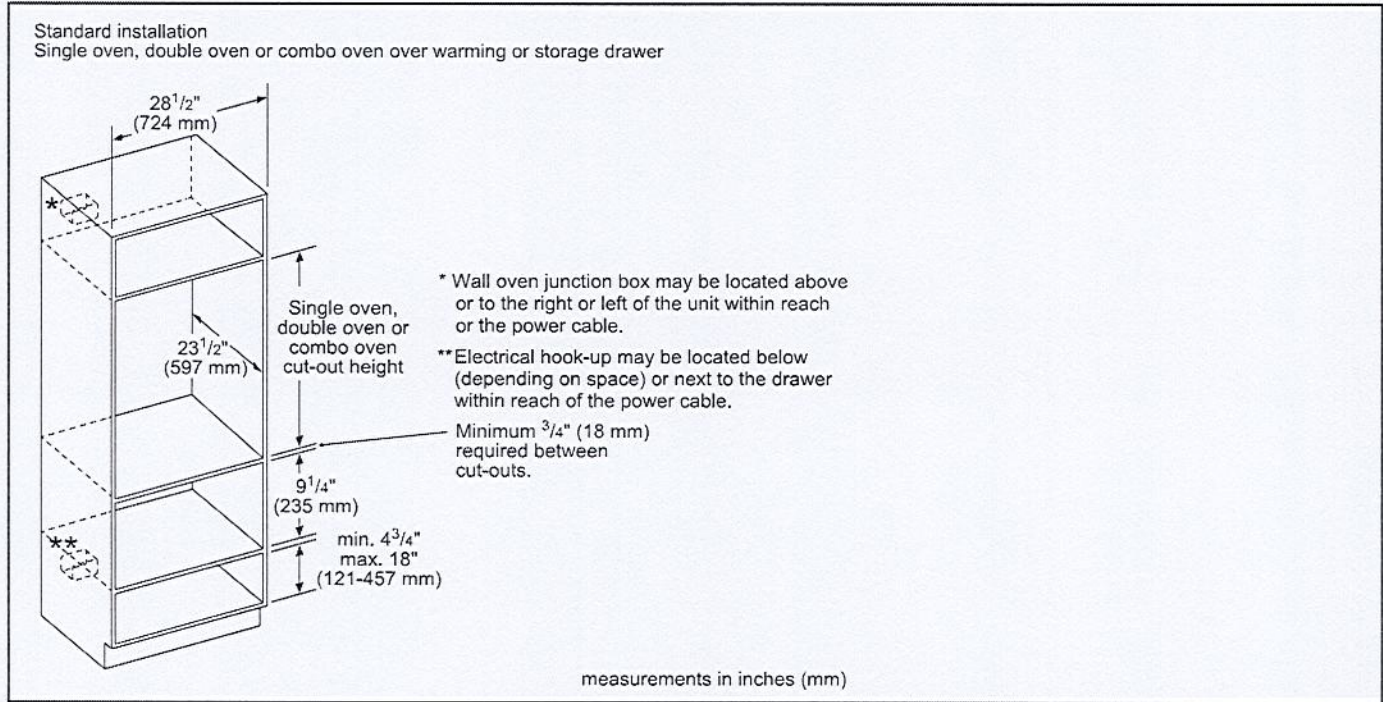 Standard installation
Single oven, double oven or combo oven over warming or storage drawer
28 1/2"
(724 mm)
*
Single oven,
double oven or
combo oven
cut-out height
23 1/2"
(597 mm)
* Wall oven junction box may be located above
or to the right or left of the unit within reach
or the power cable.
**Electrical hook-up may be located below
(depending on space) or next to the drawer
within reach of the power cable.
Minimum 3/4" (18 mm)
required between
cut-outs.
9 1/4"
(235 mm)
**
min. 4 3/4"
max. 18"
(121-457 mm)
measurements in inches (mm)